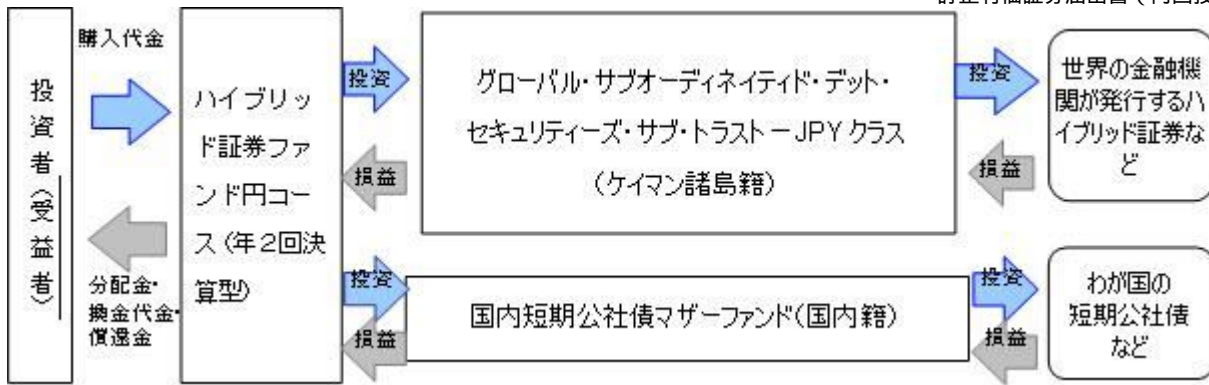 購入代金
投資者(受益者)
分配金・
換金代金・
償還金
ハイブリッ
ド証券ファ
ンド円コー
ス(年2回決
算型)
投資
損益
グローバル・サブオーディネイティド・デット・
セキュリティーズ・サブ・トラスト－JPYクラス
(ケイマン諸島籍)
投資
損益
世界の金融機
関が発行するハ
イブリッド証券な
ど
投資
損益
国内短期公社債マザーファンド(国内籍)
投資
損益
わが国の
短期公社債
など